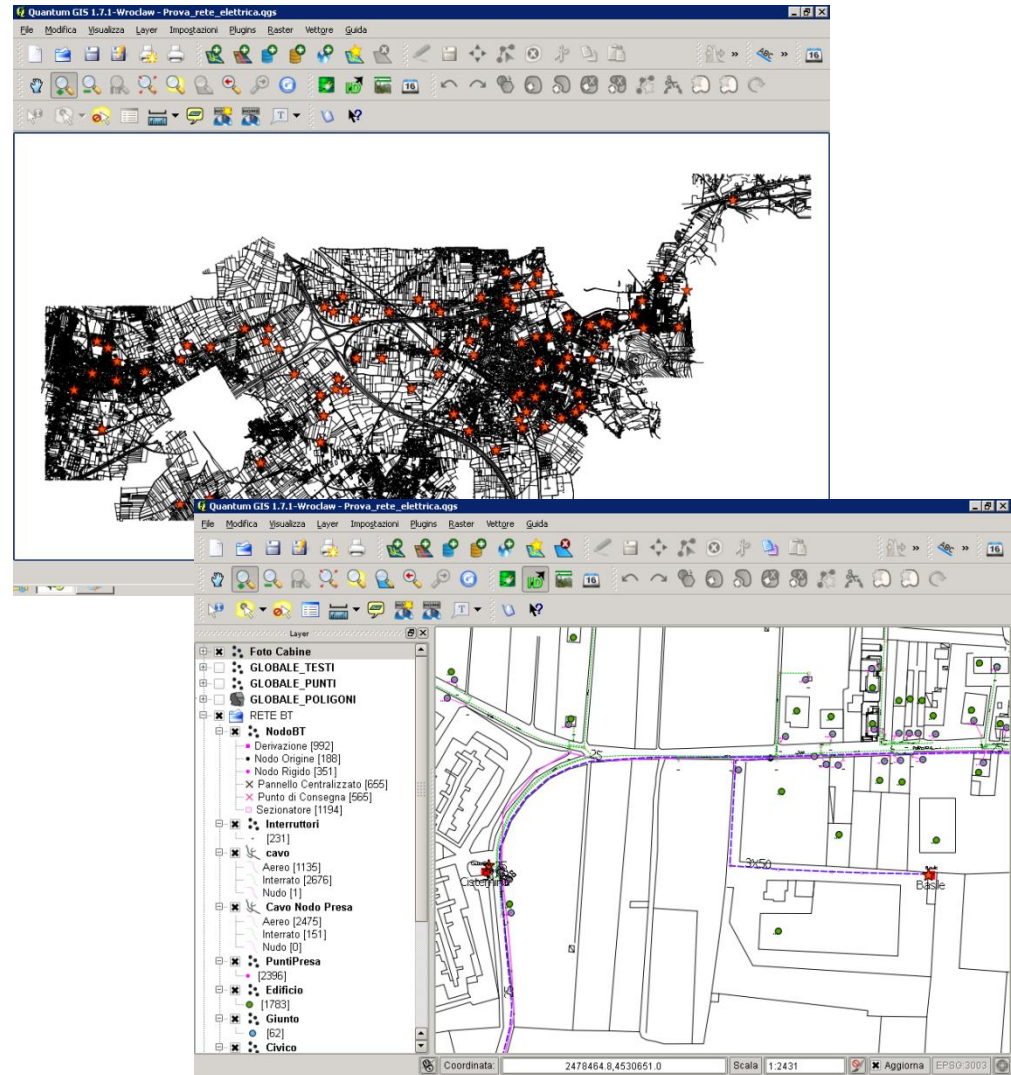 Quantum GIS 1.7.1-Wroclaw - Prova_rete_elettrica.qgs
File Modifica Visualizza Layer Impostazioni Plugins Raster Vettore Guida
Quantum GIS 1.7.1-Wroclaw - Prova_rete_elettrica.qgs
File Modifica Visualizza Layer Impostazioni Plugins Raster Vettore Guida
Layer
Foto Cabine
GLOBALE_TESTI
GLOBALE_PUNTI
GLOBALE_POLIGONI
RETE BT
NodoBT
Derivazione [992]
Nodo Origine [188]
Nodo Rigido [351]
Pannello Centralizzato [655]
Punto di Consegna [565]
Sezionatore [1194]
Interruttori
[231]
cavo
Aereo [1135]
Interrato [2676]
Nudo [1]
Cavo Nodo Presa
Aereo [2475]
Interrato [151]
Nudo [0]
PuntiPresa
[2396]
Edificio
[1783]
Giunto
[62]
Civico
25
3X50
Basile
25
Coordinata: 2478464.8,4530651.0 Scala 1:2431 Aggiorna EPSG:3003